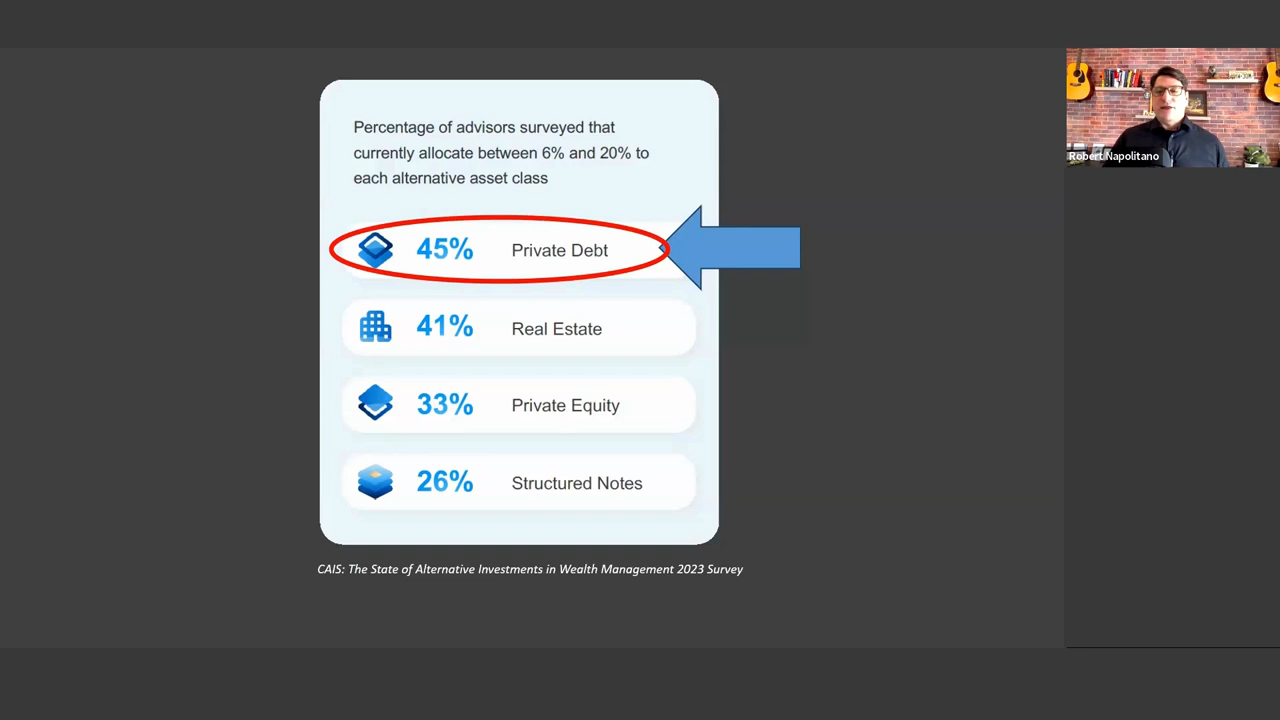 Percentage of advisors surveyed that
currently allocate between 6% and 20% to
each alternative asset class
45% Private Debt
41% Real Estate
33% Private Equity
26% Structured Notes
CAIS: The State of Alternative Investments in Wealth Management 2023 Survey
Robert Napolitano